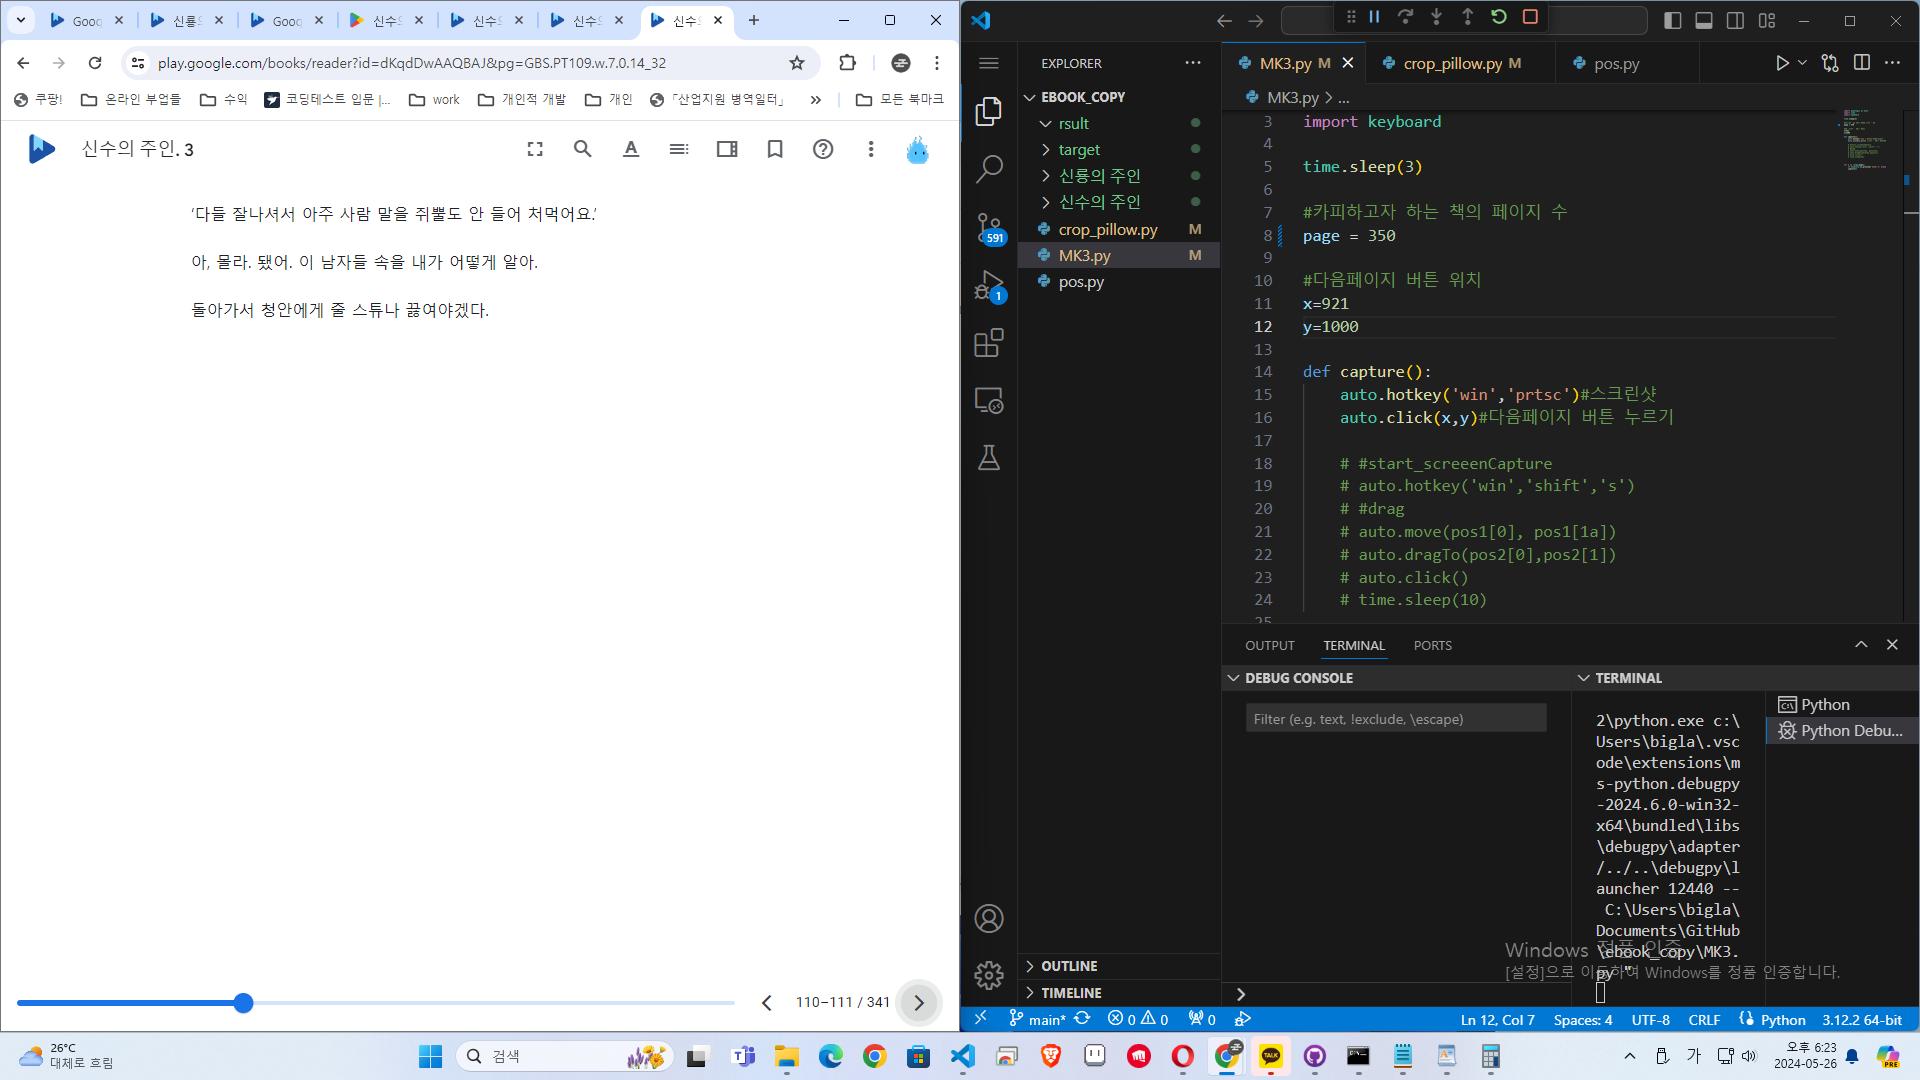 Goog
신룡의
Goog
신수의
신수의
신수의
신수의
play.google.com/books/reader?id=dKqdDwAAQBAJ&pg=GBS.PT109.w.7.0.14_32
쿠팡!
온라인 부업들
수익
코딩테스트 입문 |...
work
개인적 개발
개인
「산업지원 병역일터」
»
모든 북마크
신수의 주인. 3
‘다들 잘나셔서 아주 사람 말을 쥐뿔도 안 들어 처먹어요.’
아, 몰라. 됐어. 이 남자들 속을 내가 어떻게 알아.
돌아가서 청안에게 줄 스튜나 끓여야겠다.
110–111 / 341
EXPLORER
EBOOK_COPY
rsult
target
신룡의 주인
신수의 주인
crop_pillow.py M
MK3.py M
pos.py
591
1
OUTLINE
TIMELINE
MK3.py M
crop_pillow.py M
pos.py
MK3.py > ...
3 import keyboard
4
5 time.sleep(3)
6
7 #카피하고자 하는 책의 페이지 수
8 page = 350
9
10 #다음페이지 버튼 위치
11 x=921
12 y=1000
13
14 def capture():
15 auto.hotkey('win','prtsc')#스크린샷
16 auto.click(x,y)#다음페이지 버튼 누르기
17
18 # #start_screeenCapture
19 # auto.hotkey('win','shift','s')
20 # #drag
21 # auto.move(pos1[0], pos1[1a])
22 # auto.dragTo(pos2[0],pos2[1])
23 # auto.click()
24 # time.sleep(10)
25
OUTPUT
TERMINAL
PORTS
DEBUG CONSOLE
Filter (e.g. text, !exclude, \escape)
TERMINAL
2\python.exe c:\
Users\bigla\.vsc
ode\extensions\m
s-python.debugpy
-2024.6.0-win32-
x64\bundled\libs
\debugpy\adapter
/../..\debugpy\l
auncher 12440 --
C:\Users\bigla\
Documents\GitHub
\ebook_copy\MK3.
py "
Python
Python Debu...
Windows 정품 인증
[설정]으로 이동하여 Windows를 정품 인증합니다.
main*
0
0
0
Ln 12, Col 7
Spaces: 4
UTF-8
CRLF
Python
3.12.2 64-bit
26°C
대체로 흐림
검색
TALK
가
오후 6:23
2024-05-26
PRE